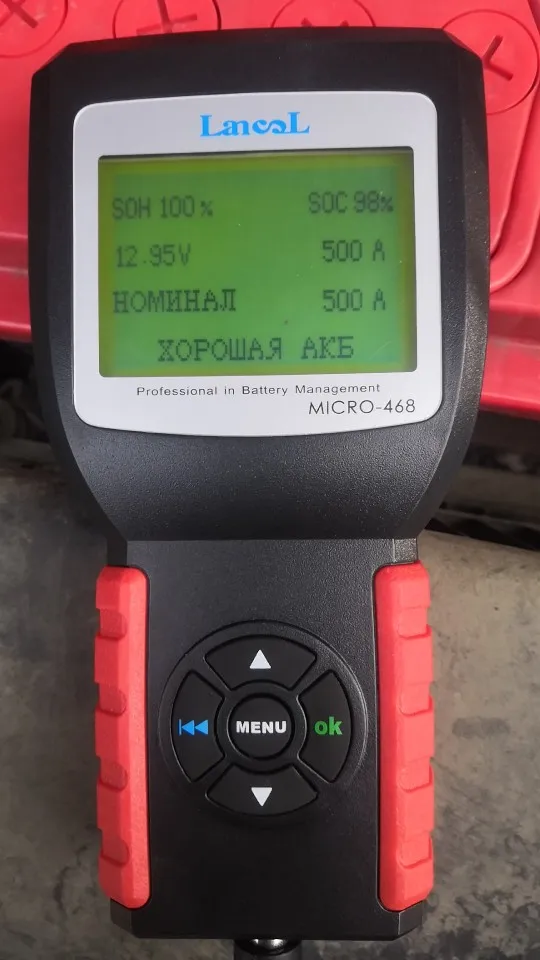 LancoL
SOH 100% SOC 98%
12.95V 500 A
НОМИНАЛ 500 A
ХОРОШАЯ АКБ
Professional in Battery Management
MICRO-468
MENU
ok